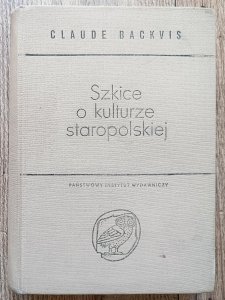 CLAUDE BACKVIS
Szkice
o kulturze
staropolskiej
PAŃSTWOWY INSTYTUT WYDAWNICZY